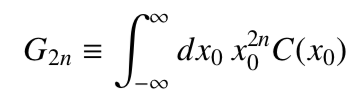 G_{2n} ≡ ∫_{-∞}^{∞} dx_0 x_0^{2n} C(x_0)